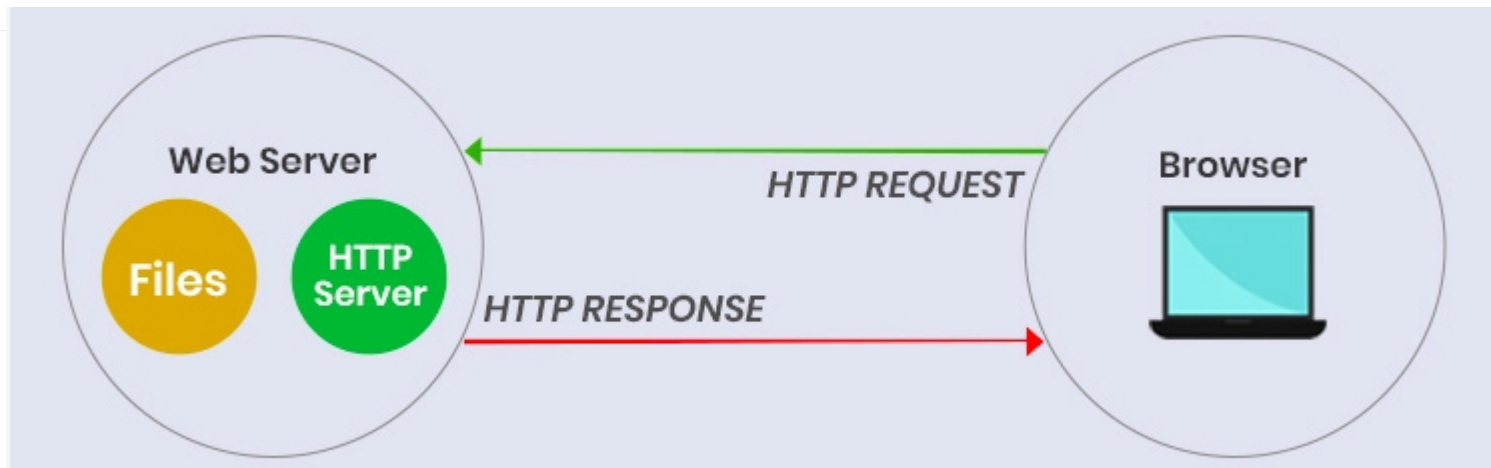 Web Server
Files
HTTP
Server
HTTP REQUEST
HTTP RESPONSE
Browser